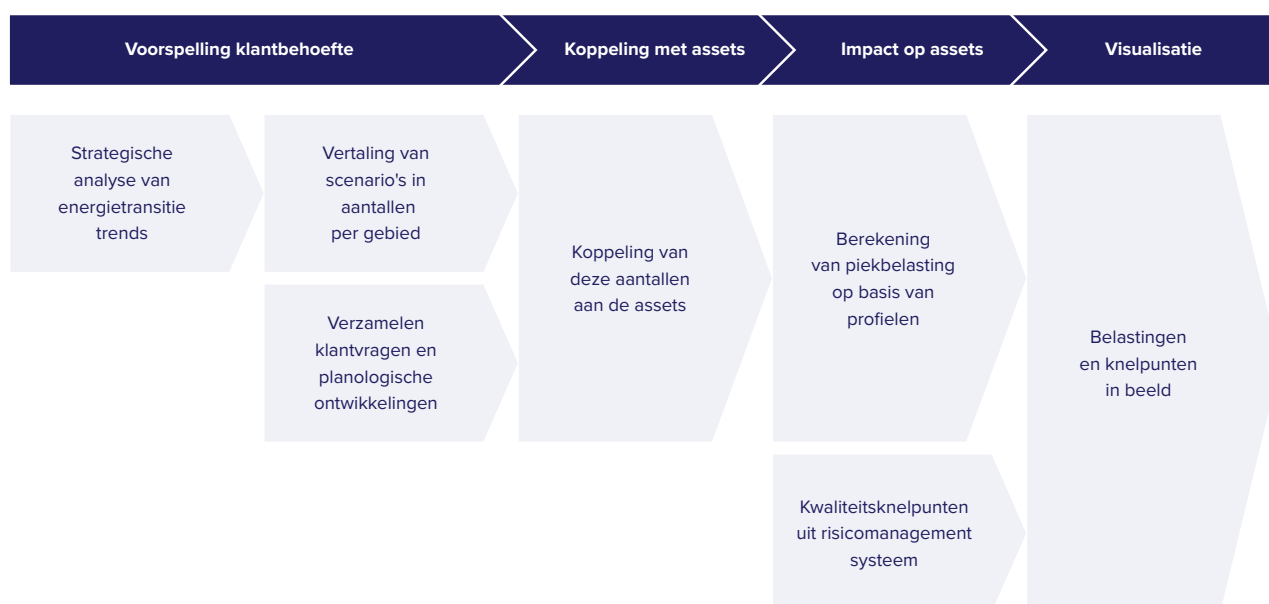 Voorspelling klantbehoefte
Koppeling met assets
Impact op assets
Visualisatie
Strategische
analyse van
energietransitie
trends
Vertaling van
scenario's in
aantallen
per gebied
Verzamelen
klantvragen en
planologische
ontwikkelingen
Koppeling van
deze aantallen
aan de assets
Berekening
van piekbelasting
op basis van
profielen
Kwaliteitsknelpunten
uit risicomanagement
systeem
Belastingen
en knelpunten
in beeld